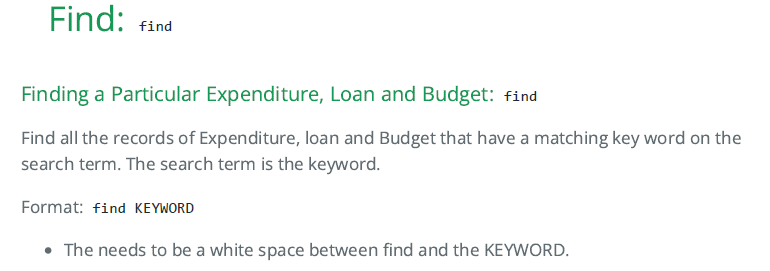 Find: find
Finding a Particular Expenditure, Loan and Budget: find
Find all the records of Expenditure, loan and Budget that have a matching key word on the
search term. The search term is the keyword.
Format: find KEYWORD
• The needs to be a white space between find and the KEYWORD.